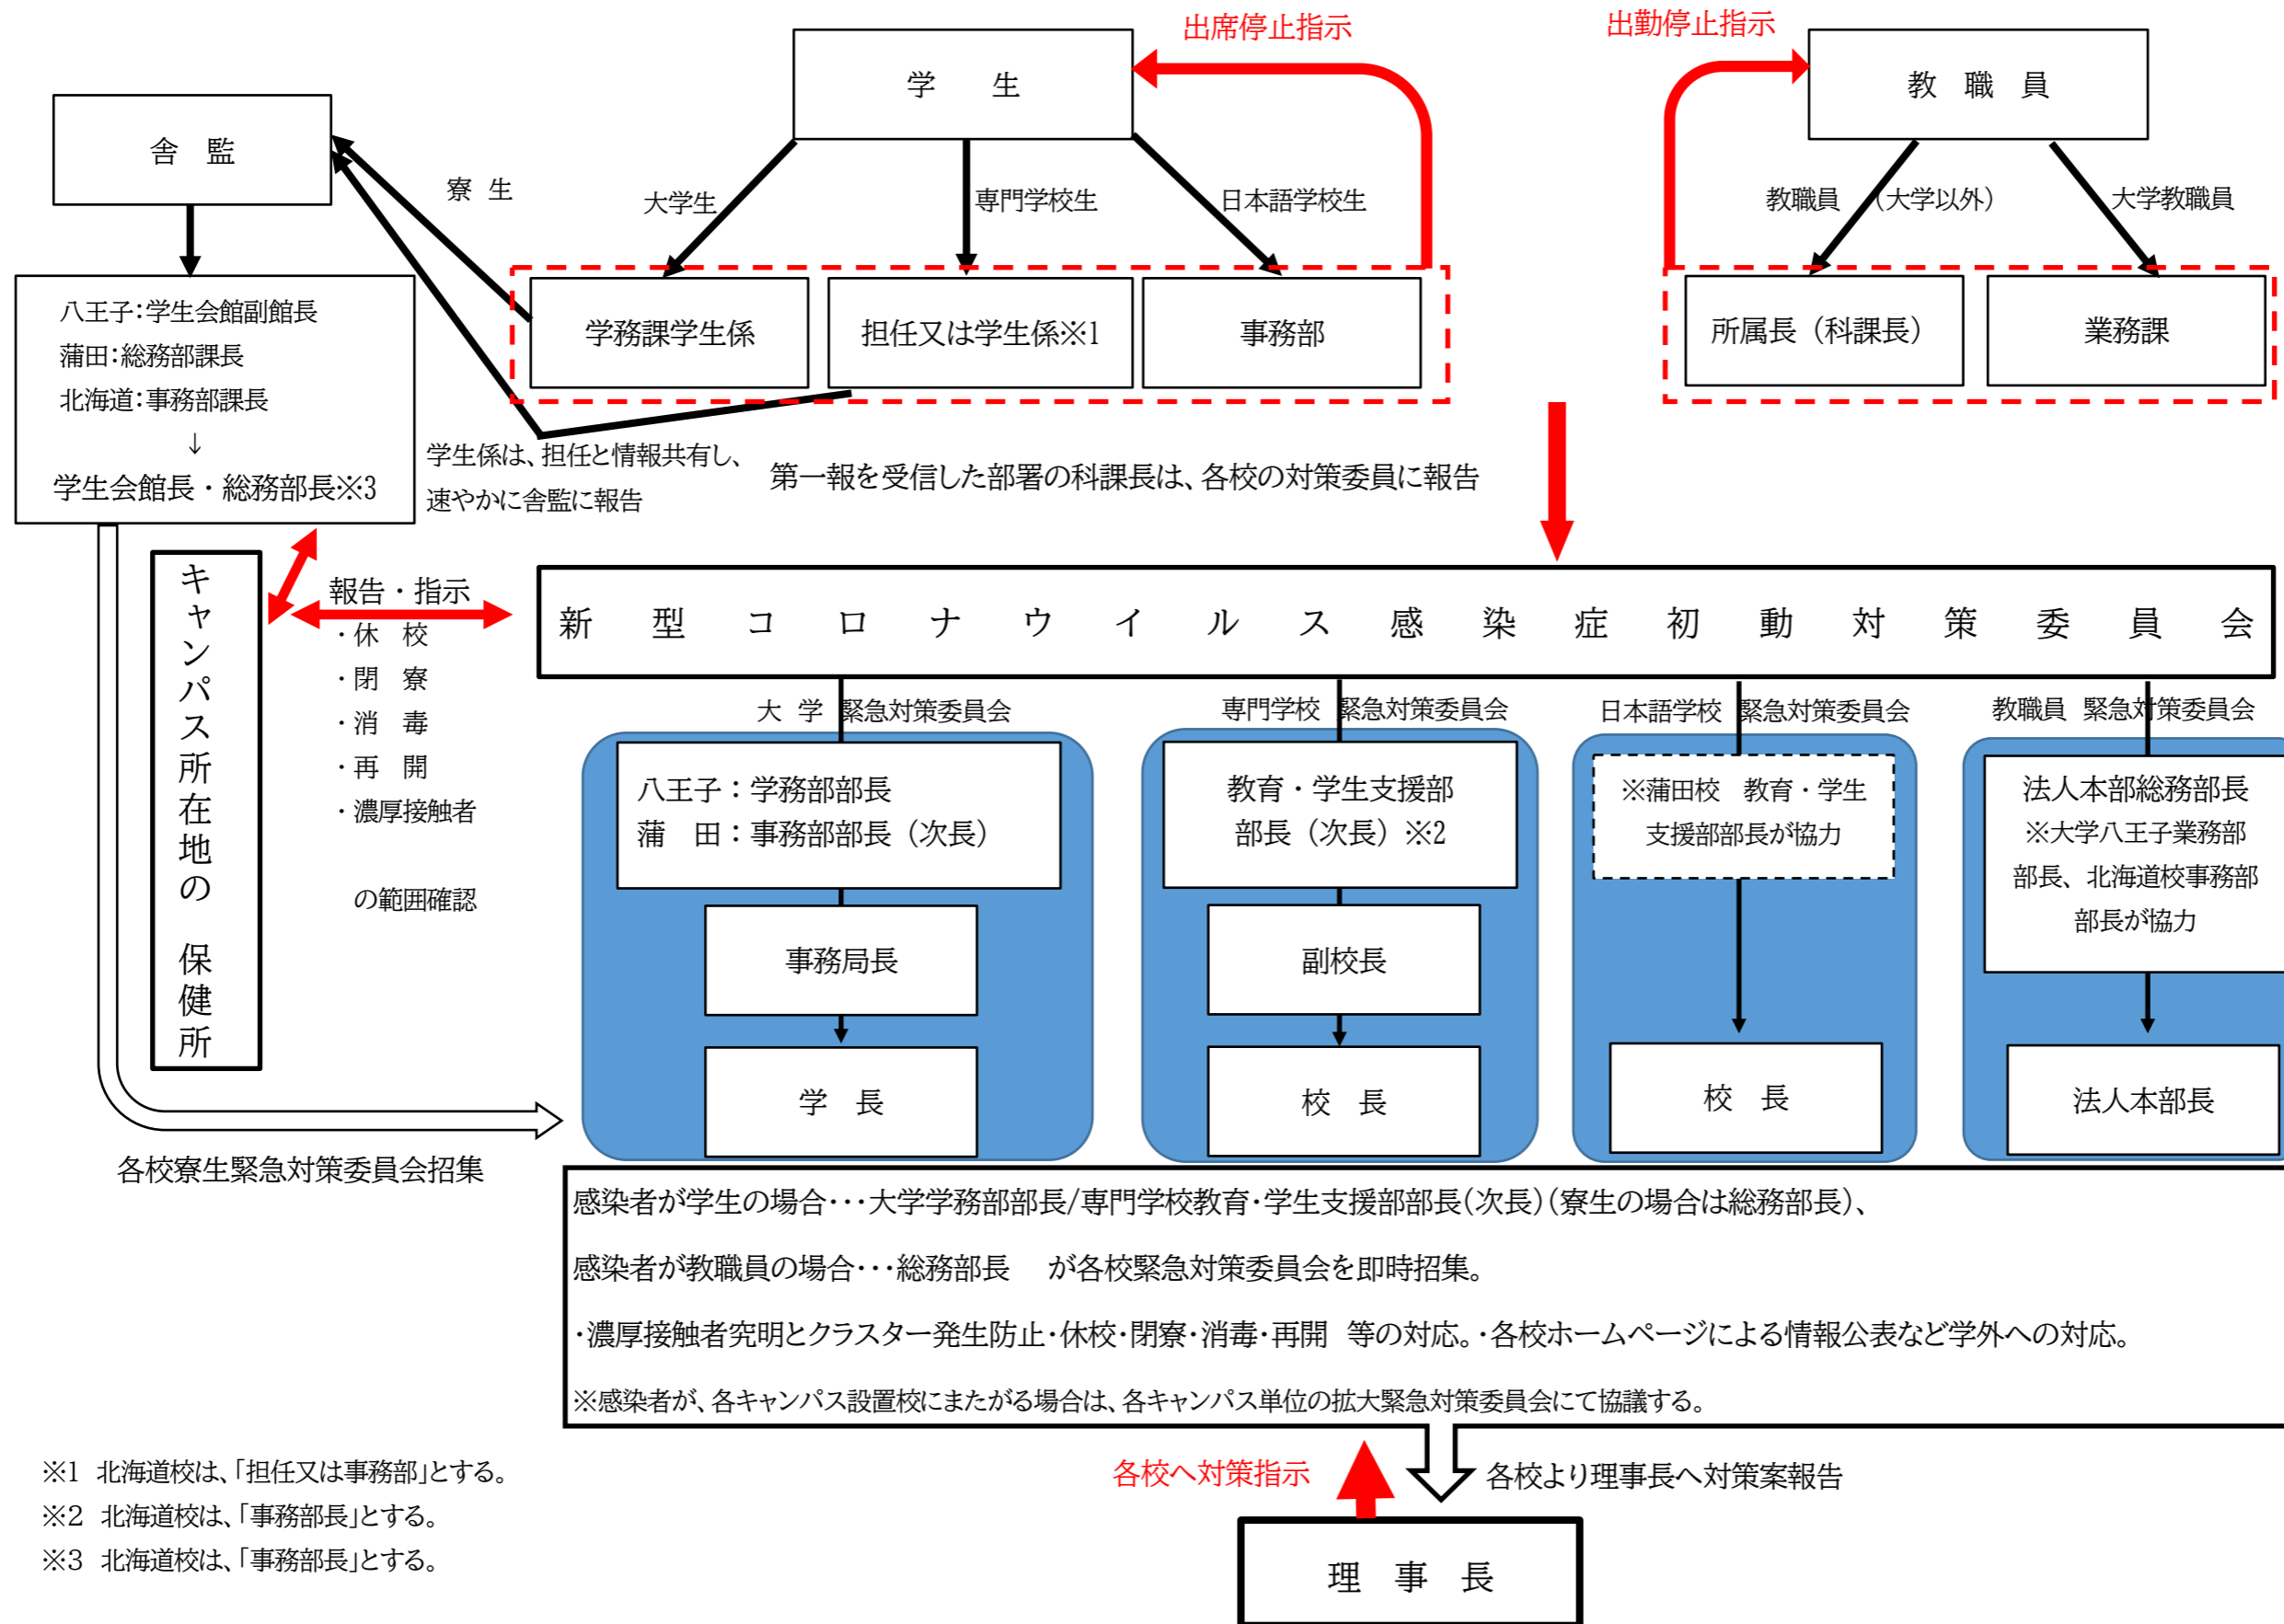 出席停止指示
出勤停止指示
学　生
教　職　員
舎　監
寮　生
大学生
専門学校生
日本語学校生
教職員　（大学以外）
大学教職員
八王子：学生会館副館長
蒲田：総務部課長
北海道：事務部課長
↓
学生会館長・総務部長※3
学務課学生係
担任又は学生係※1
事務部
所属長（科課長）
業務課
学生係は、担任と情報共有し、
速やかに舎監に報告
第一報を受信した部署の科課長は、各校の対策委員に報告
キャンパス所在地の　保健所
報告・指示
・休　校
・閉　寮
・消　毒
・再　開
・濃厚接触者
の範囲確認
新型コロナウイルス感染症初動対策委員会
大　学　緊急対策委員会
専門学校　緊急対策委員会
日本語学校　緊急対策委員会
教職員　緊急対策委員会
八王子：学務部部長
蒲　田：事務部部長（次長）
事務局長
学　長
教育・学生支援部
部長（次長）※2
副校長
校　長
※蒲田校　教育・学生
支援部部長が協力
校　長
法人本部総務部長
※大学八王子業務部
部長、北海道校事務部
部長が協力
法人本部長
各校寮生緊急対策委員会招集
感染者が学生の場合･･･大学学務部部長/専門学校教育・学生支援部部長（次長）（寮生の場合は総務部長）、
感染者が教職員の場合･･･総務部長　が各校緊急対策委員会を即時招集。
・濃厚接触者究明とクラスター発生防止・休校・閉寮・消毒・再開　等の対応。・各校ホームページによる情報公表など学外への対応。
※感染者が、各キャンパス設置校にまたがる場合は、各キャンパス単位の拡大緊急対策委員会にて協議する。
各校へ対策指示
各校より理事長へ対策案報告
理　事　長
※1　北海道校は、「担任又は事務部」とする。
※2　北海道校は、「事務部長」とする。
※3　北海道校は、「事務部長」とする。